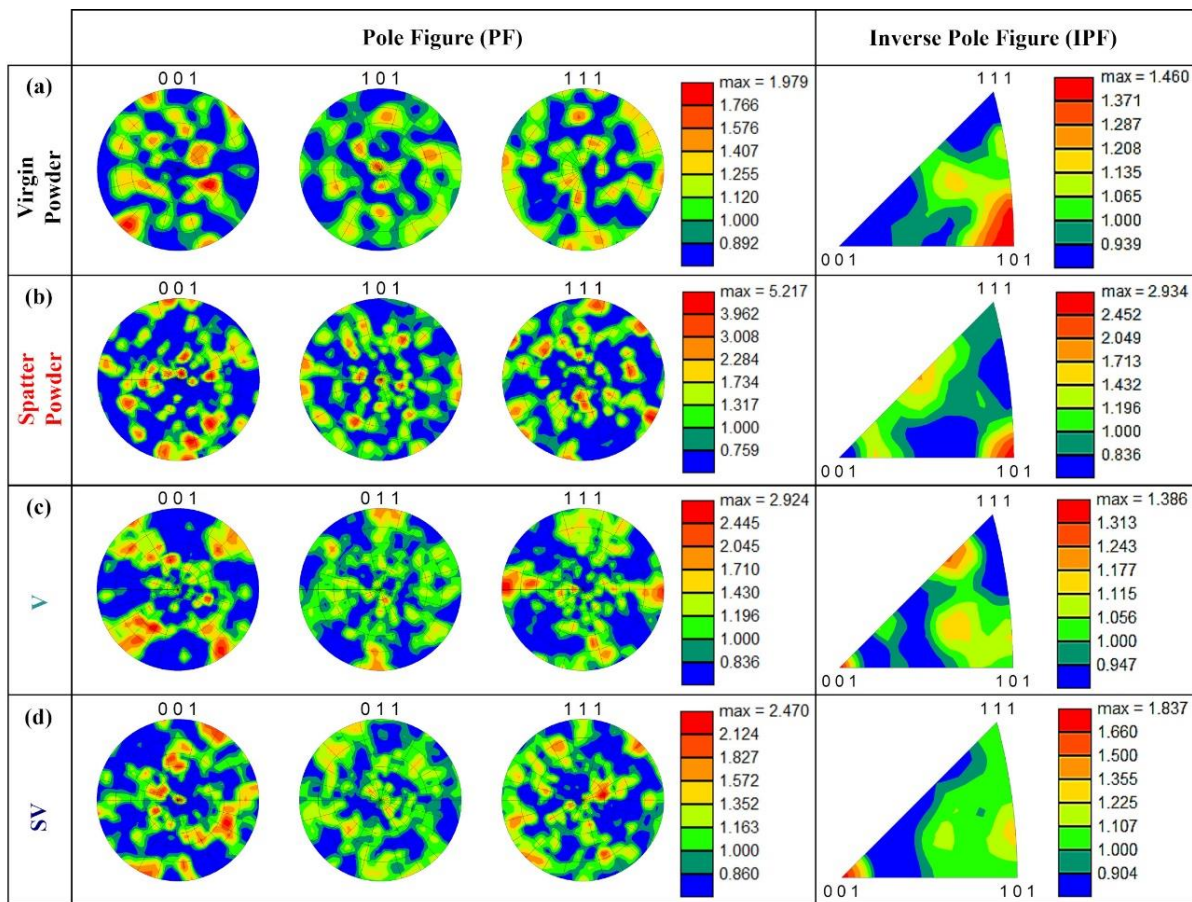 Pole Figure (PF)
Inverse Pole Figure (IPF)
(a)
Virgin
Powder
0 0 1
1 0 1
1 1 1
max = 1.979
1.766
1.576
1.407
1.255
1.120
1.000
0.892
1 1 1
0 0 1
1 0 1
max = 1.460
1.371
1.287
1.208
1.135
1.065
1.000
0.939
(b)
Spatter
Powder
0 0 1
1 0 1
1 1 1
max = 5.217
3.962
3.008
2.284
1.734
1.317
1.000
0.759
1 1 1
0 0 1
1 0 1
max = 2.934
2.452
2.049
1.713
1.432
1.196
1.000
0.836
(c)
V
0 0 1
0 1 1
1 1 1
max = 2.924
2.445
2.045
1.710
1.430
1.196
1.000
0.836
1 1 1
0 0 1
1 0 1
max = 1.386
1.313
1.243
1.177
1.115
1.056
1.000
0.947
(d)
SV
0 0 1
0 1 1
1 1 1
max = 2.470
2.124
1.827
1.572
1.352
1.163
1.000
0.860
1 1 1
0 0 1
1 0 1
max = 1.837
1.660
1.500
1.355
1.225
1.107
1.000
0.904